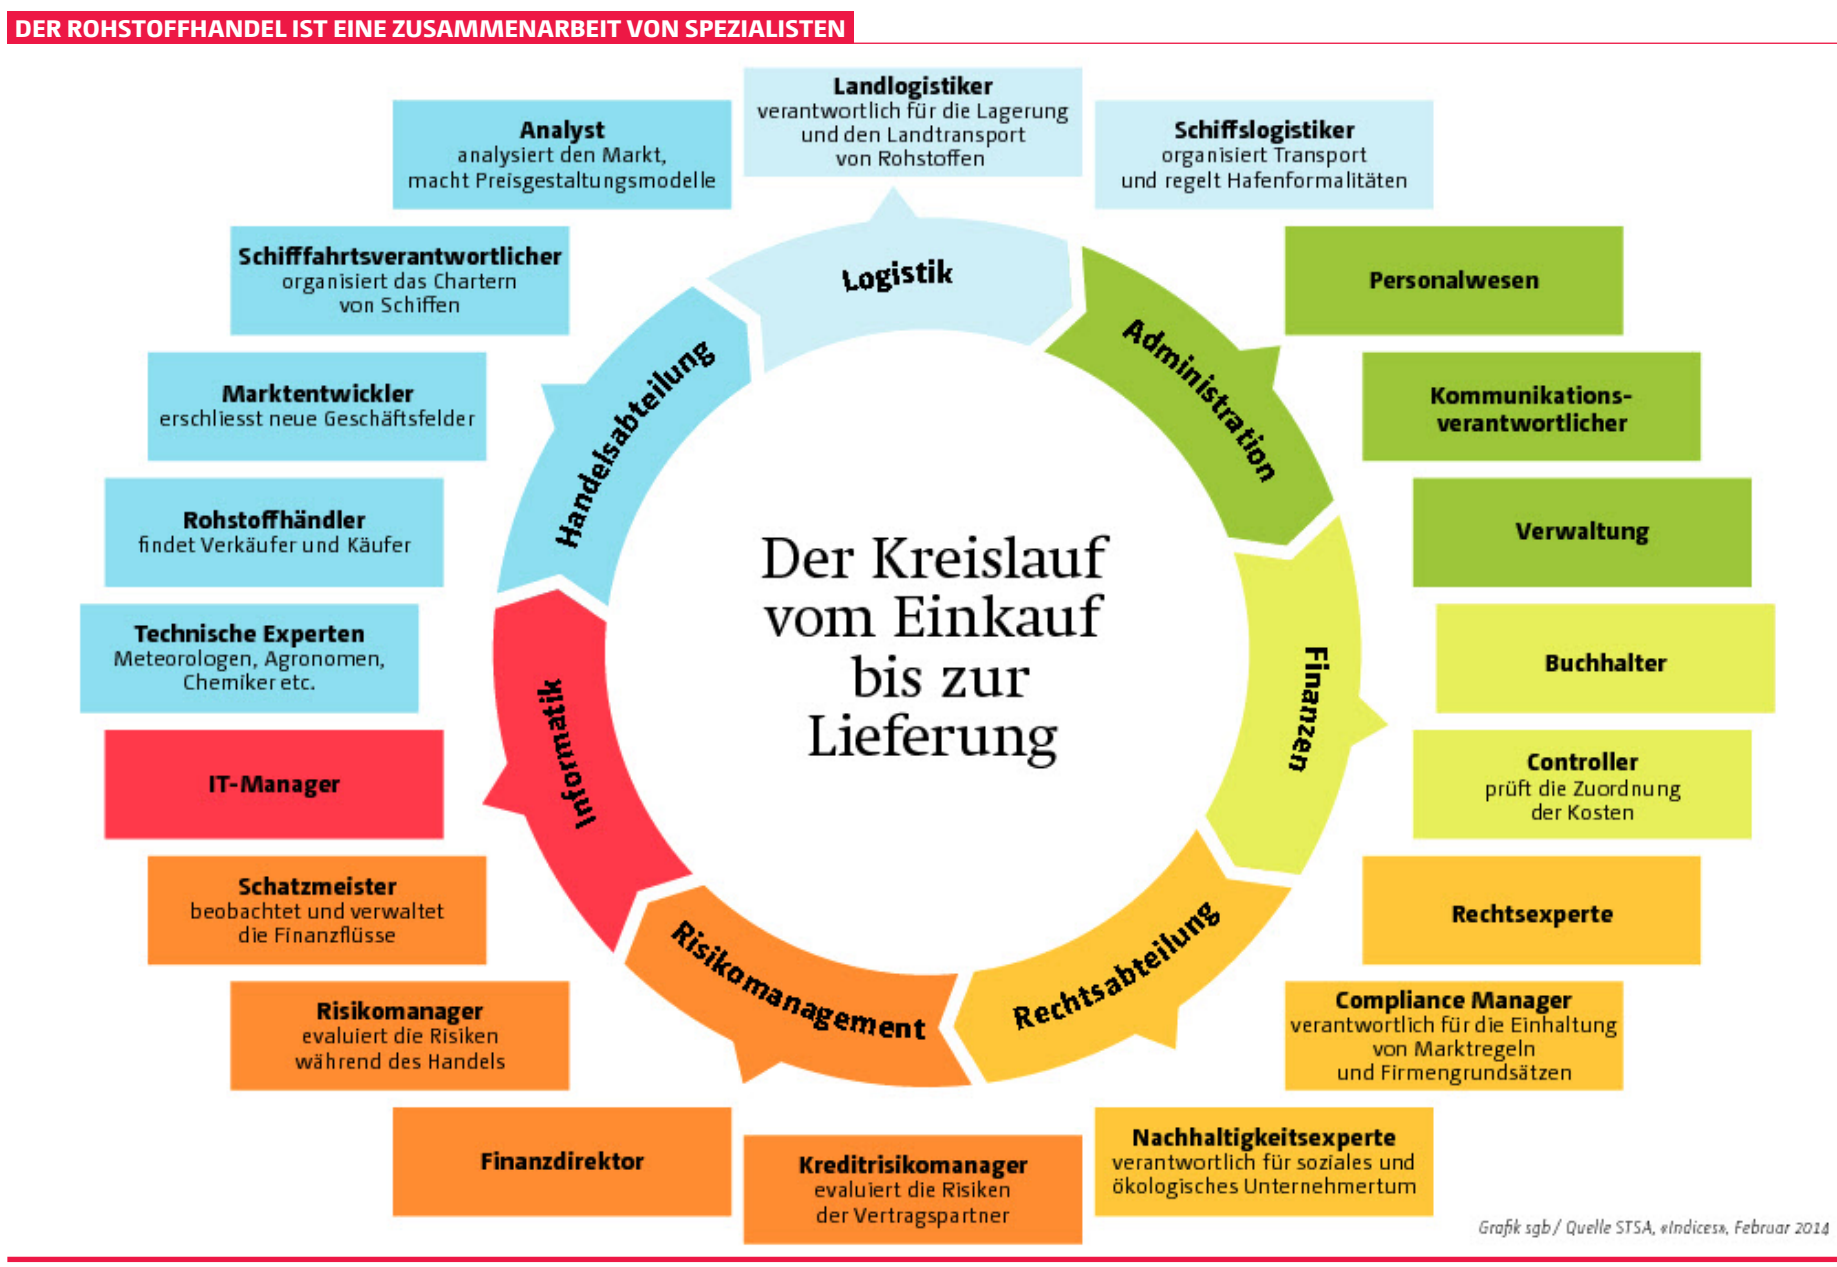 DER ROHSTOFFHANDEL IST EINE ZUSAMMENARBEIT VON SPEZIALISTEN
Landlogistiker
verantwortlich für die Lagerung
und den Landtransport
von Rohstoffen
Schiffslogistiker
organisiert Transport
und regelt Hafenformalitäten
Personalwesen
Kommunikations-
verantwortlicher
Verwaltung
Buchhalter
Controller
prüft die Zuordnung
der Kosten
Rechtsexperte
Compliance Manager
verantwortlich für die Einhaltung
von Marktregeln
und Firmengrundsätzen
Nachhaltigkeitsexperte
verantwortlich für soziales und
ökologisches Unternehmertum
Kreditrisikomanager
evaluiert die Risiken
der Vertragspartner
Finanzdirektor
Risikomanager
evaluiert die Risiken
während des Handels
Schatzmeister
beobachtet und verwaltet
die Finanzflüsse
IT-Manager
Technische Experten
Meteorologen, Agronomen,
Chemiker etc.
Rohstoffhändler
findet Verkäufer und Käufer
Marktentwickler
erschliesst neue Geschäftsfelder
Schifffahrtsverantwortlicher
organisiert das Chartern
von Schiffen
Analyst
analysiert den Markt,
macht Preisgestaltungsmodelle
Logistik
Administration
Finanzen
Rechtsabteilung
Risikomanagement
Informatik
Handelsabteilung
Der Kreislauf
vom Einkauf
bis zur
Lieferung
Grafik sgb / Quelle STSA, «Indices», Februar 2014